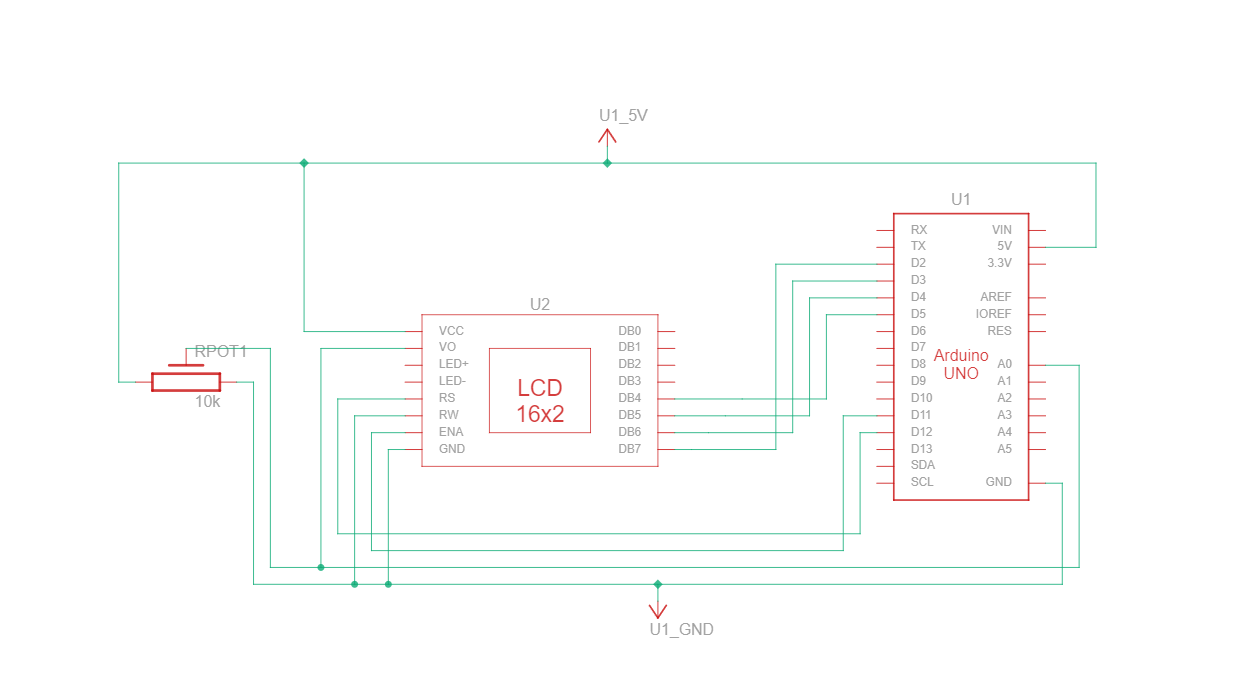 U1_5V
U1
RX
VIN
TX
5V
D2
3.3V
D3
D4
AREF
D5
IOREF
D6
RES
D7
D8
A0
D9
A1
D10
A2
D11
A3
D12
A4
D13
A5
SDA
SCL
GND
Arduino
UNO
U2
VCC
DB0
VO
DB1
LED+
DB2
LED-
DB3
RS
DB4
RW
DB5
ENA
DB6
GND
DB7
LCD
16x2
RPOT1
10k
U1_GND